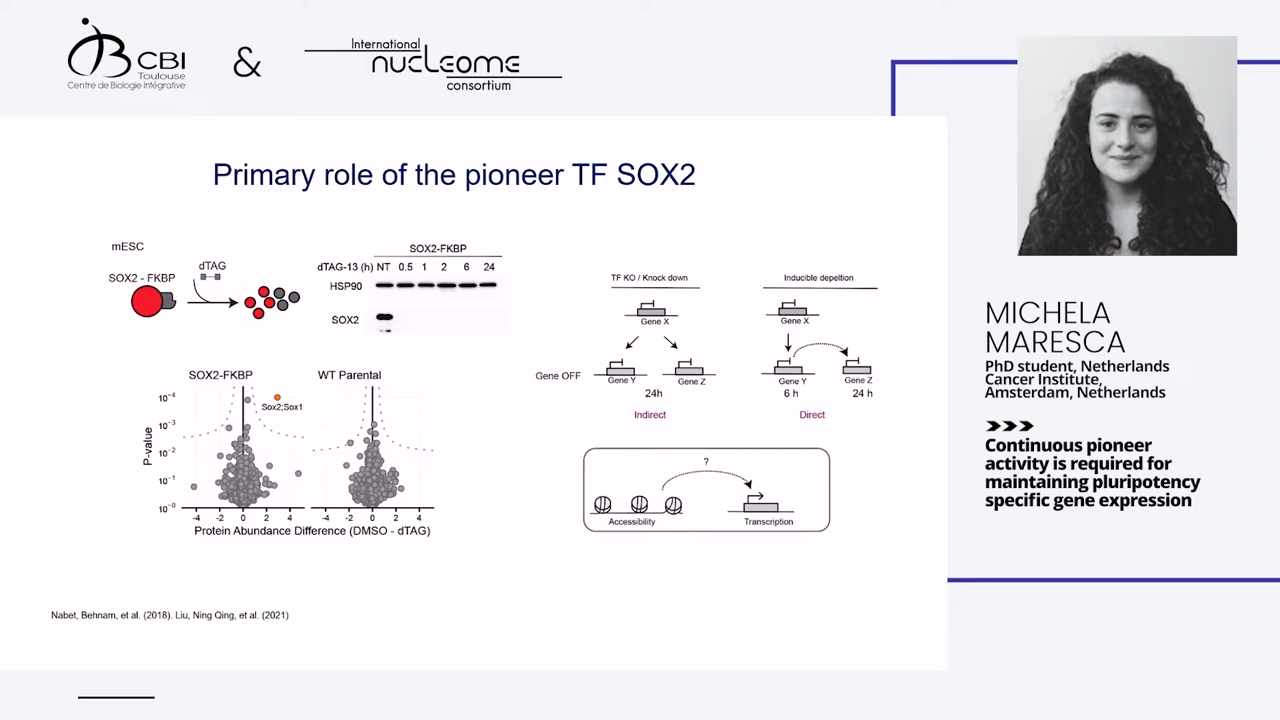 CBI
Toulouse
Centre de Biologie Intégrative
&
International
nucleome
consortium
Primary role of the pioneer TF SOX2
mESC
SOX2 - FKBP
dTAG
SOX2-FKBP
dTAG-13 (h) NT 0.5 1 2 6 24
HSP90
SOX2
TF KO / Knock down
Gene X
Gene OFF
Gene Y
Gene Z
24h
Indirect
Inducible depeltion
Gene X
Gene Y
Gene Z
6 h
24 h
Direct
SOX2-FKBP
WT Parental
P-value
10⁻⁴
10⁻³
10⁻²
10⁻¹
10⁻⁰
Sox2;Sox1
-4 -2 0 2 4
-4 -2 0 2 4
Protein Abundance Difference (DMSO - dTAG)
?
Accessibility
Transcription
Nabet, Behnam, et al. (2018). Liu, Ning Qing, et al. (2021)
MICHELA
MARESCA
PhD student, Netherlands
Cancer Institute,
Amsterdam, Netherlands
Continuous pioneer
activity is required for
maintaining pluripotency
specific gene expression